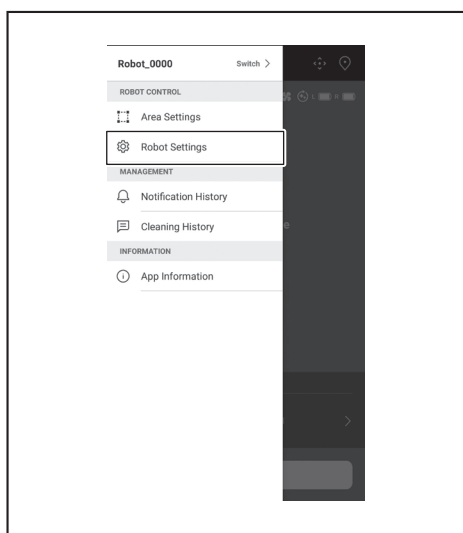 Robot_0000 Switch >
ROBOT CONTROL
Area Settings
Robot Settings
MANAGEMENT
Notification History
Cleaning History
INFORMATION
App Information